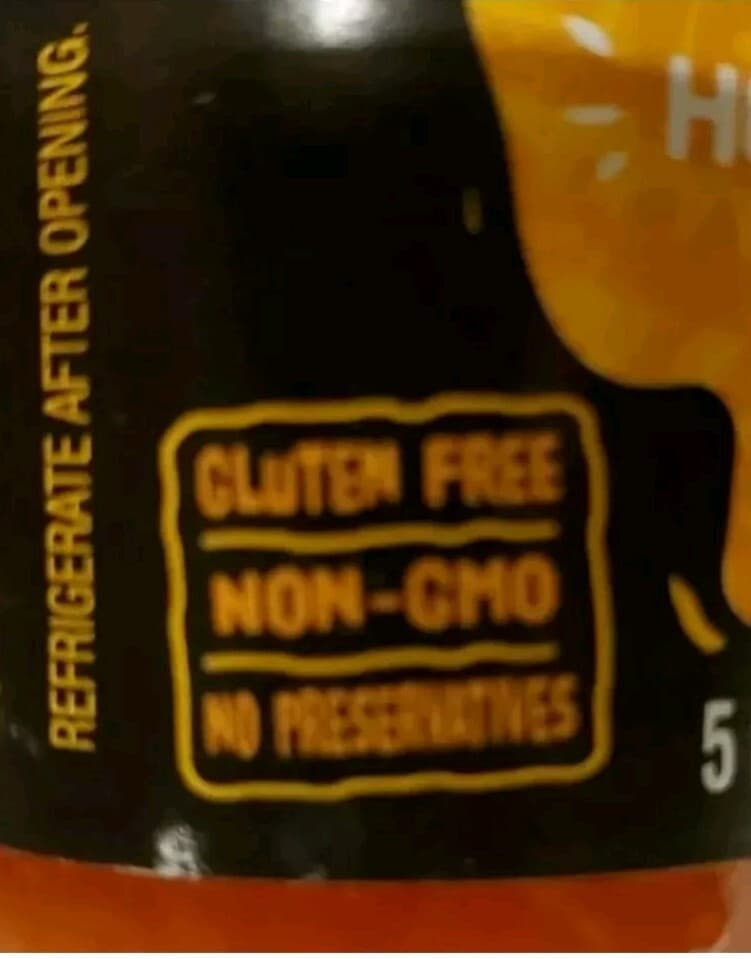 REFRIGERATE AFTER OPENING.
GLUTEN FREE
NON-GMO
NO PRESERVATIVES
H
5